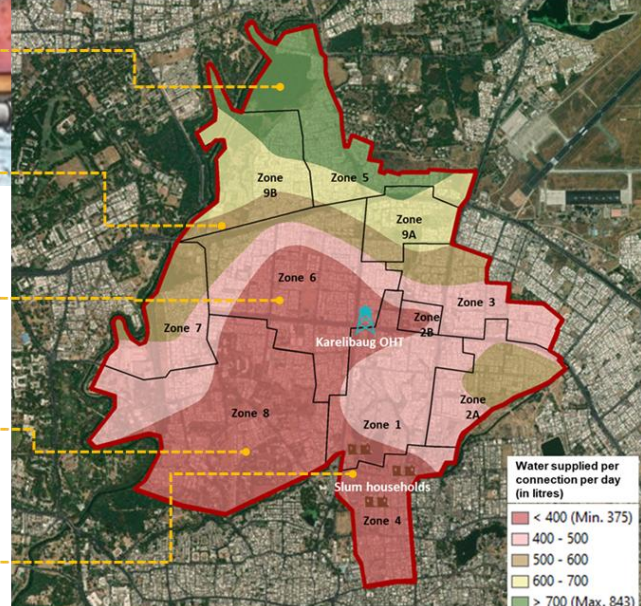 Zone 5
Zone
9B
Zone
9A
Zone 6
Zone 3
Zone
2B
Zone 7
Karelibaug OHT
Zone
2A
Zone 8
Zone 1
Slum households
Zone 4
Water supplied per
connection per day
(in litres)
< 400 (Min. 375)
400 - 500
500 - 600
600 - 700
> 700 (Max. 843)